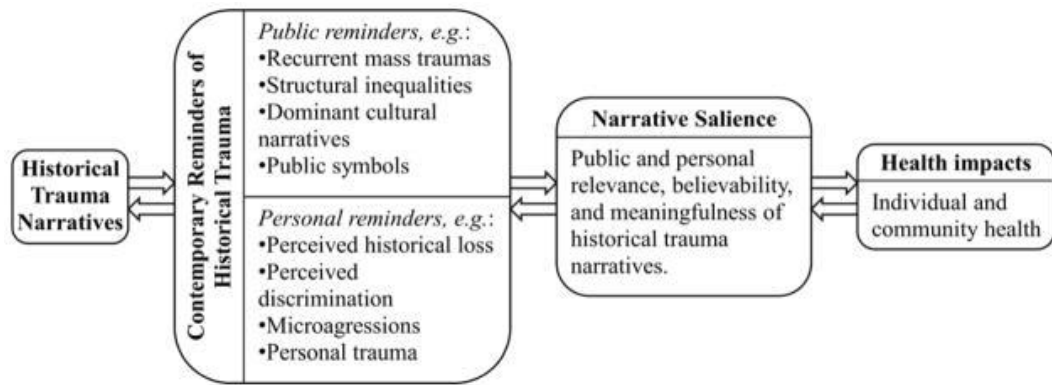 Historical
Trauma
Narratives
Contemporary Reminders of
Historical Trauma
Public reminders, e.g.:
•Recurrent mass traumas
•Structural inequalities
•Dominant cultural
narratives
•Public symbols
Personal reminders, e.g.:
•Perceived historical loss
•Perceived
discrimination
•Microagressions
•Personal trauma
Narrative Salience
Public and personal
relevance, believability,
and meaningfulness of
historical trauma
narratives.
Health impacts
Individual and
community health